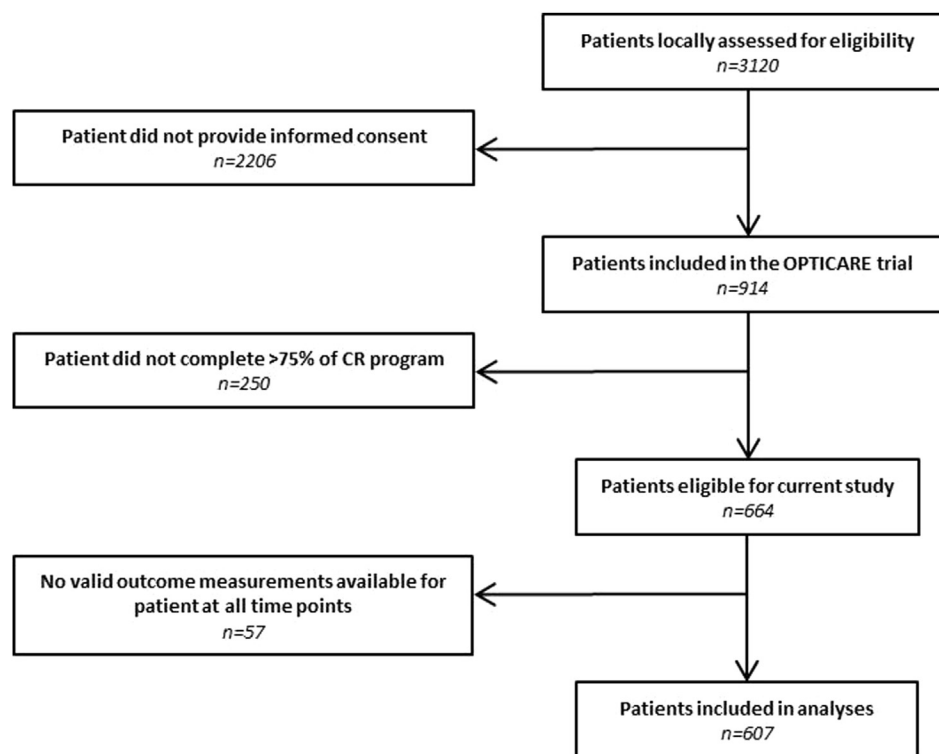 Patients locally assessed for eligibility
n=3120
Patient did not provide informed consent
n=2206
Patients included in the OPTICARE trial
n=914
Patient did not complete >75% of CR program
n=250
Patients eligible for current study
n=664
No valid outcome measurements available for
patient at all time points
n=57
Patients included in analyses
n=607